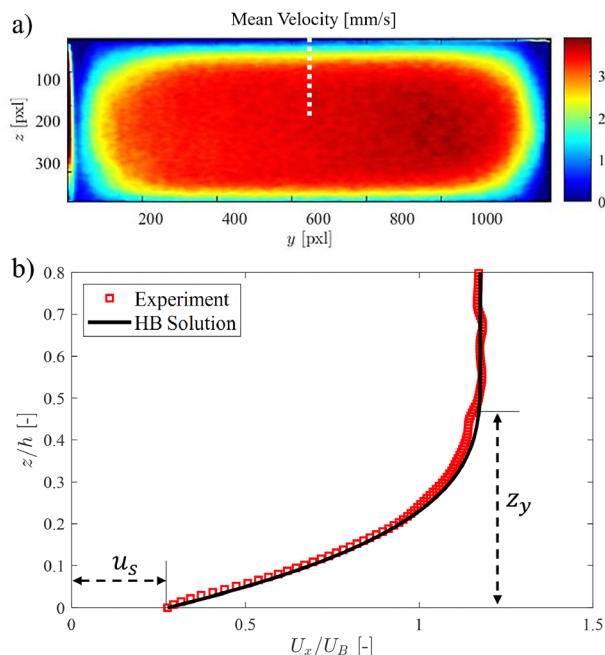 a)
Mean Velocity [mm/s]
z [pxl]
100
200
300
200
400
600
800
1000
y [pxl]
3
2
1
0
b)
z/h [-]
0.8
0.7
0.6
0.5
0.4
0.3
0.2
0.1
0
Experiment
HB Solution
u_s
z_y
0
0.5
1
1.5
U_x/U_B [-]